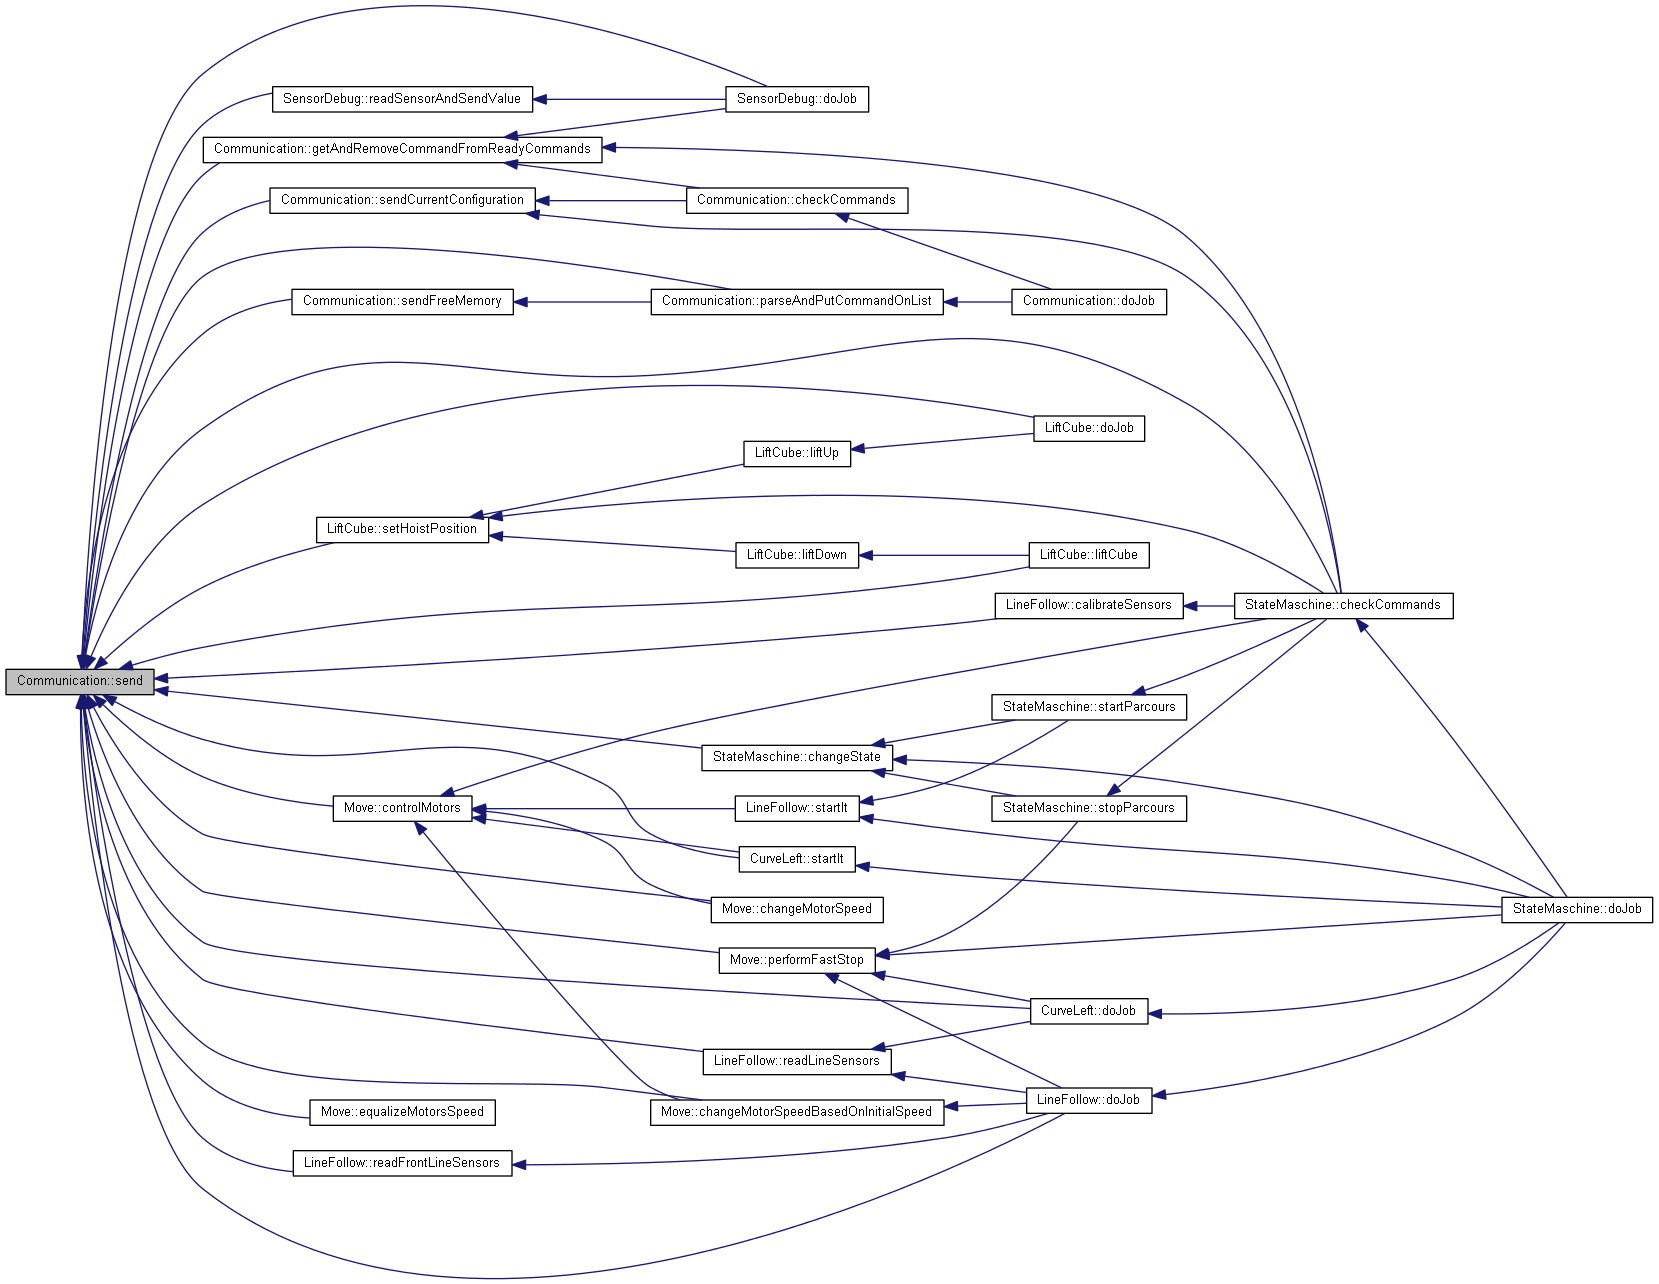 SensorDebug::readSensorAndSendValue
SensorDebug::doJob
Communication::getAndRemoveCommandFromReadyCommands
Communication::sendCurrentConfiguration
Communication::checkCommands
Communication::sendFreeMemory
Communication::parseAndPutCommandOnList
Communication::doJob
LiftCube::doJob
LiftCube::liftUp
LiftCube::setHoistPosition
LiftCube::liftDown
LiftCube::liftCube
LineFollow::calibrateSensors
StateMaschine::checkCommands
Communication::send
StateMaschine::startParcours
StateMaschine::changeState
Move::controlMotors
LineFollow::startIt
StateMaschine::stopParcours
CurveLeft::startIt
Move::changeMotorSpeed
StateMaschine::doJob
Move::performFastStop
CurveLeft::doJob
LineFollow::readLineSensors
LineFollow::doJob
Move::equalizeMotorsSpeed
Move::changeMotorSpeedBasedOnInitialSpeed
LineFollow::readFrontLineSensors